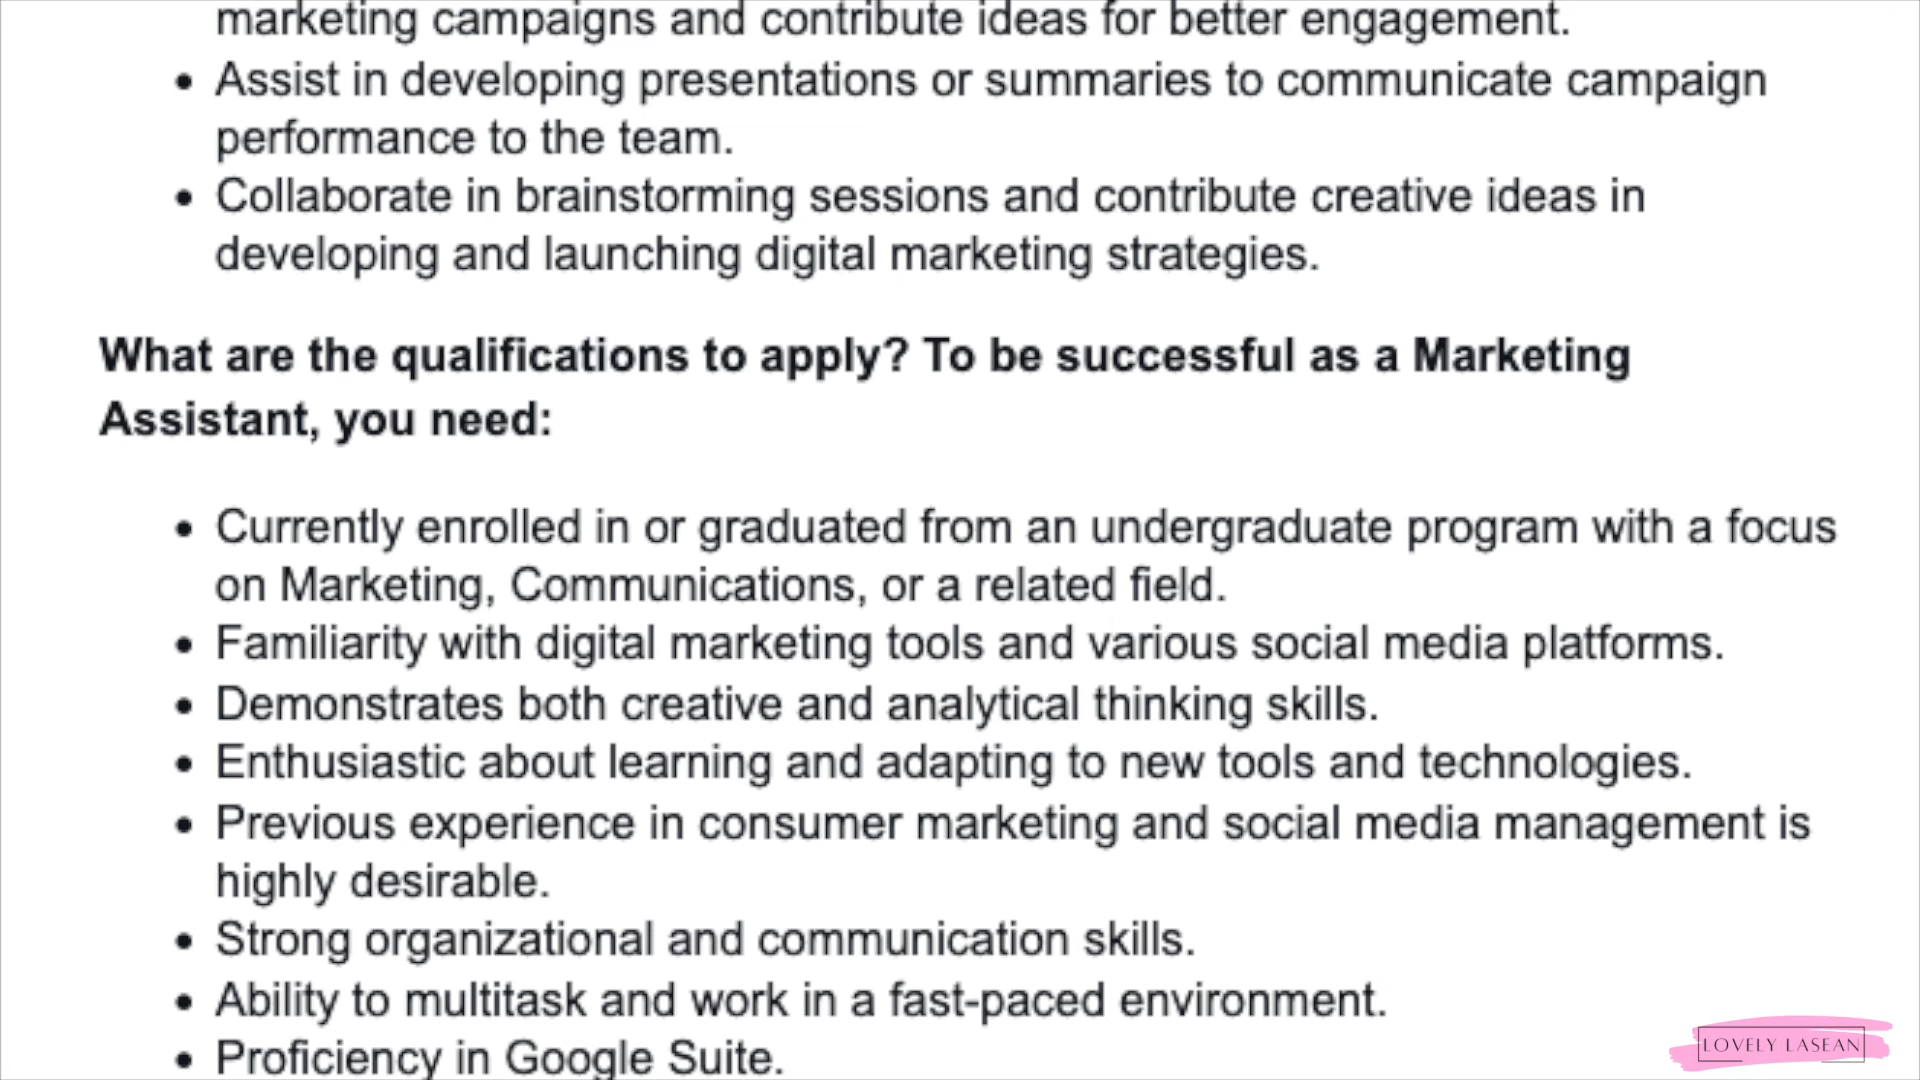 marketing campaigns and contribute ideas for better engagement.
• Assist in developing presentations or summaries to communicate campaign
performance to the team.
• Collaborate in brainstorming sessions and contribute creative ideas in
developing and launching digital marketing strategies.
What are the qualifications to apply? To be successful as a Marketing
Assistant, you need:
• Currently enrolled in or graduated from an undergraduate program with a focus
on Marketing, Communications, or a related field.
• Familiarity with digital marketing tools and various social media platforms.
• Demonstrates both creative and analytical thinking skills.
• Enthusiastic about learning and adapting to new tools and technologies.
• Previous experience in consumer marketing and social media management is
highly desirable.
• Strong organizational and communication skills.
• Ability to multitask and work in a fast-paced environment.
• Proficiency in Google Suite.
LOVELY LASEAN